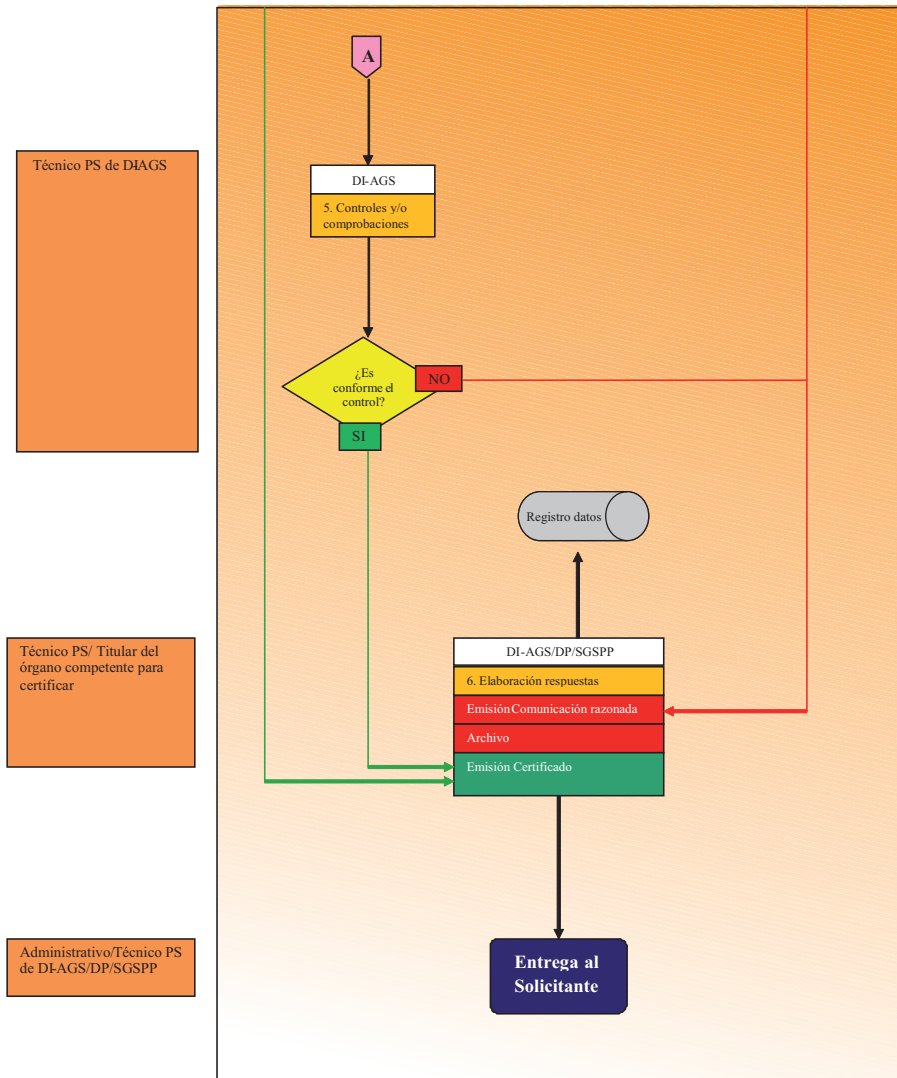 A
Técnico PS de DIAGS
DI-AGS
5. Controles y/o
comprobaciones
¿Es
conforme el
control?
NO
SI
Registro datos
Técnico PS/ Titular del
órgano competente para
certificar
DI-AGS/DP/SGSPP
6. Elaboración respuestas
Emisión Comunicación razonada
Archivo
Emisión Certificado
Administrativo/Técnico PS
de DI-AGS/DP/SGSPP
Entrega al
Solicitante